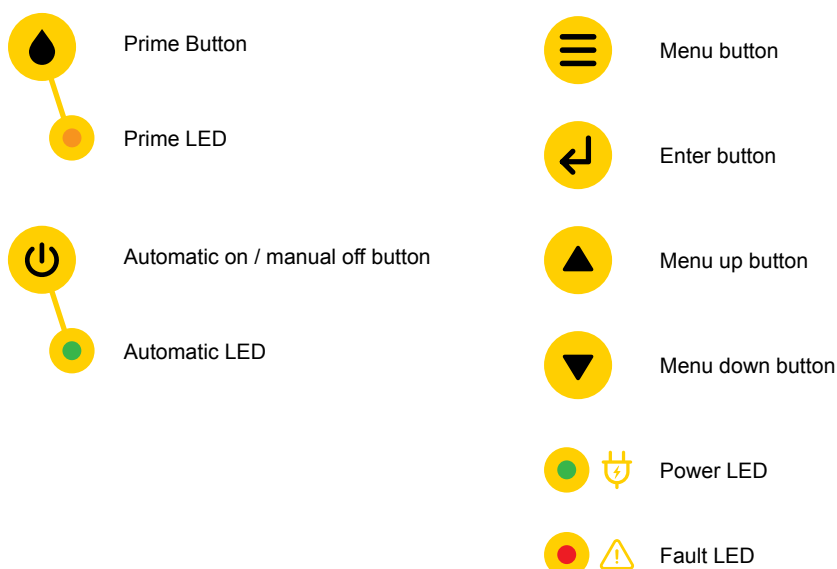 Prime Button
Prime LED
Automatic on / manual off button
Automatic LED
Menu button
Enter button
Menu up button
Menu down button
Power LED
Fault LED